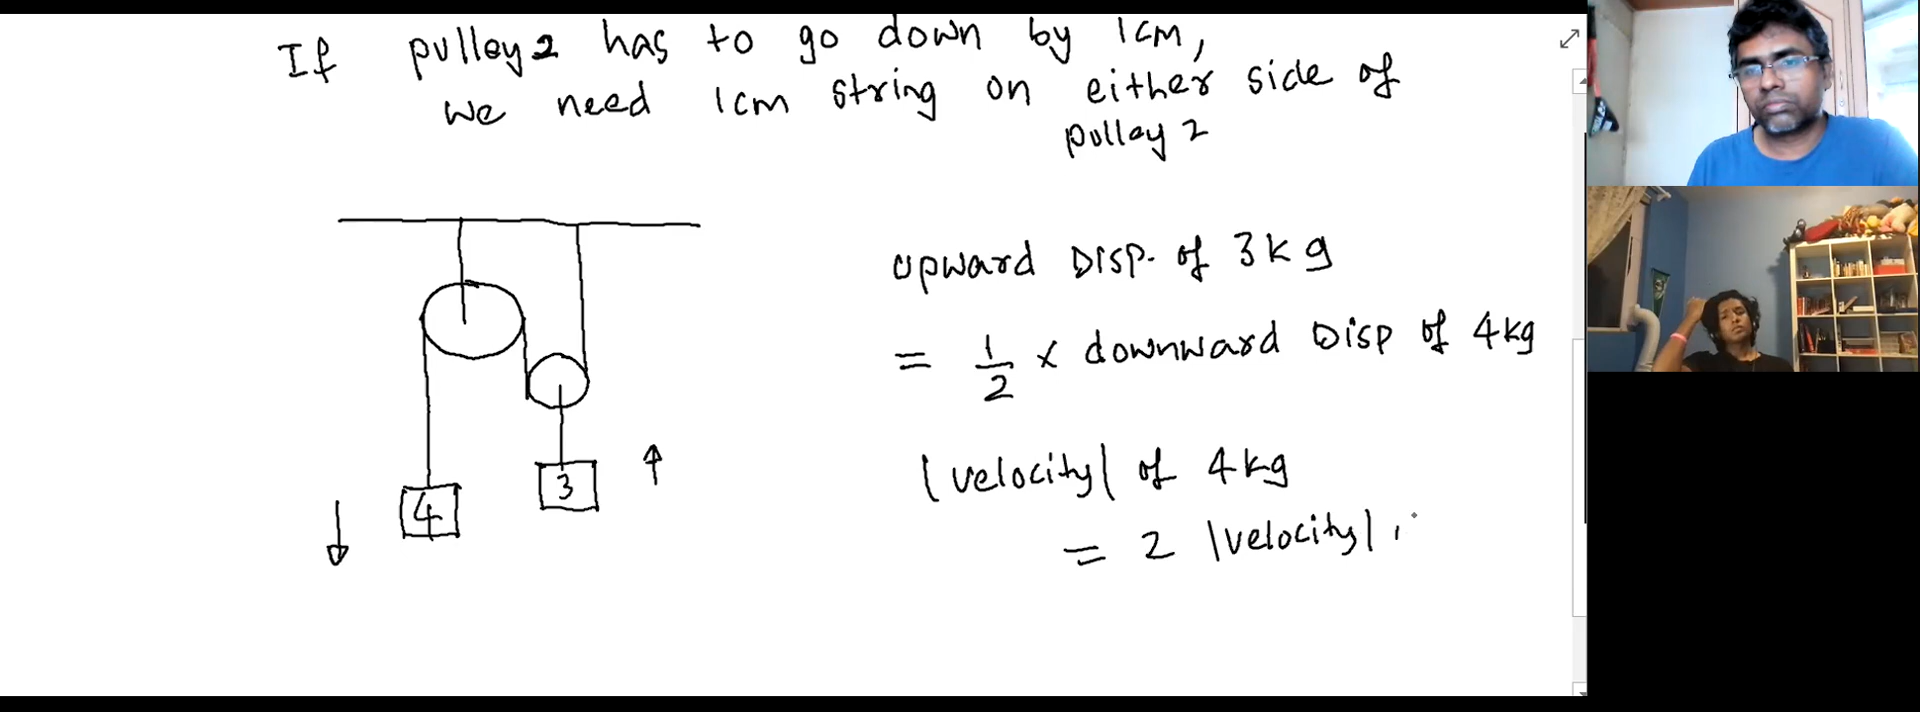 If pulley 2 has to go down by 1cm,
we need 1cm string on either side of
pulley 2
upward Disp. of 3kg
= 1/2 × downward Disp of 4kg
|velocity| of 4kg
= 2 |velocity|
4
3